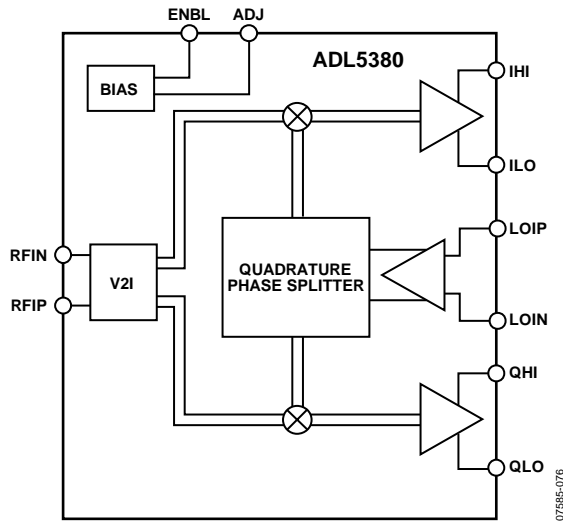 ENBL ADJ
ADL5380
BIAS
IHI
ILO
LOIP
RFIN
V2I
QUADRATURE
PHASE SPLITTER
RFIP
LOIN
QHI
QLO
07585-076